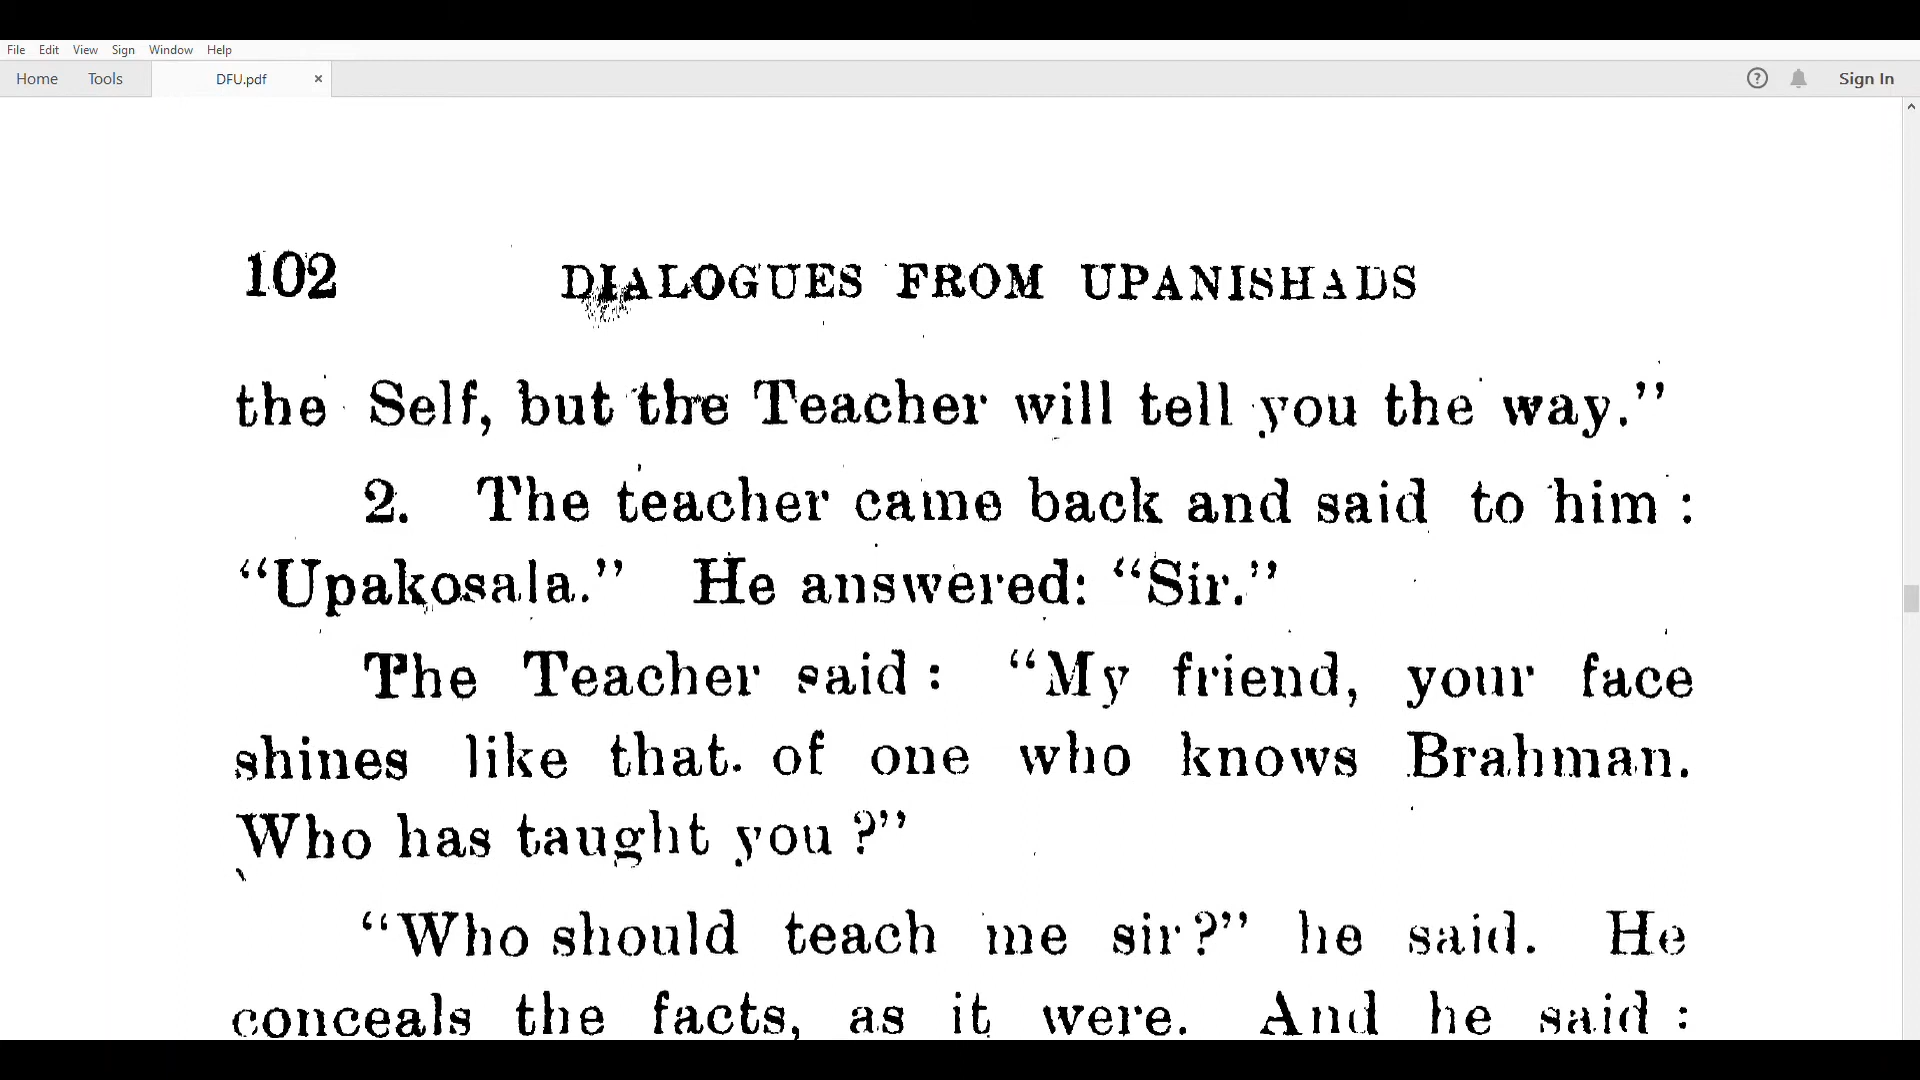 File Edit View Sign Window Help
Home Tools DFU.pdf × Sign In
102 DIALOGUES FROM UPANISHADS
the Self, but the Teacher will tell you the way.”
2. The teacher came back and said to him :
“Upakosala.” He answered: “Sir.”
The Teacher said : “My friend, your face
shines like that. of one who knows Brahman.
Who has taught you ?”
“Who should teach me sir?” he said. He
conceals the facts, as it were. And he said :